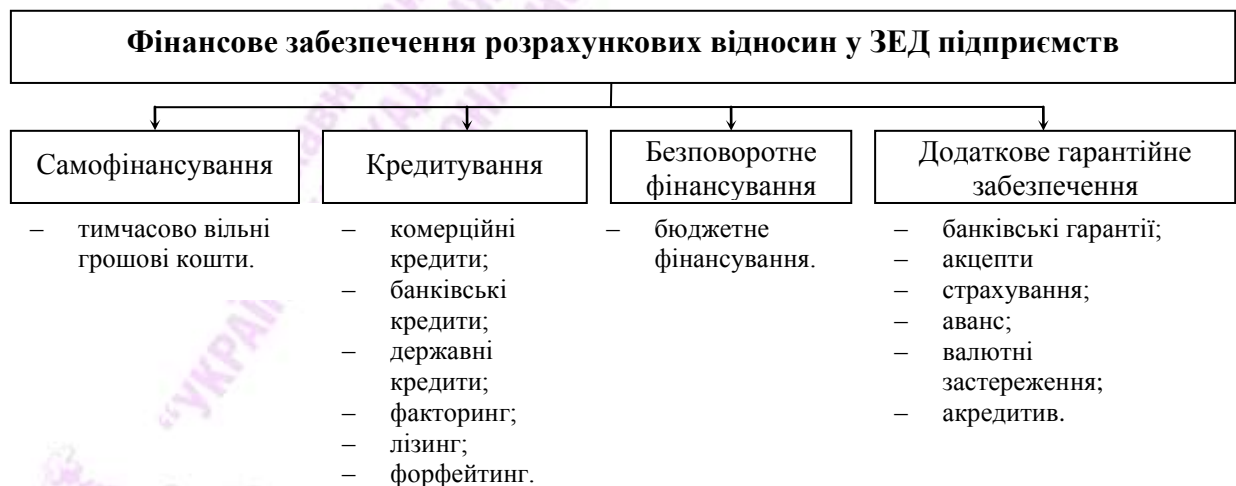 Фінансове забезпечення розрахункових відносин у ЗЕД підприємств
Самофінансування
– тимчасово вільні
грошові кошти.
Кредитування
– комерційні
кредити;
– банківські
кредити;
– державні
кредити;
– факторинг;
– лізинг;
– форфейтинг.
Безповоротне
фінансування
– бюджетне
фінансування.
Додаткове гарантійне
забезпечення
– банківські гарантії;
– акцепти
– страхування;
– аванс;
– валютні
застереження;
– акредитив.